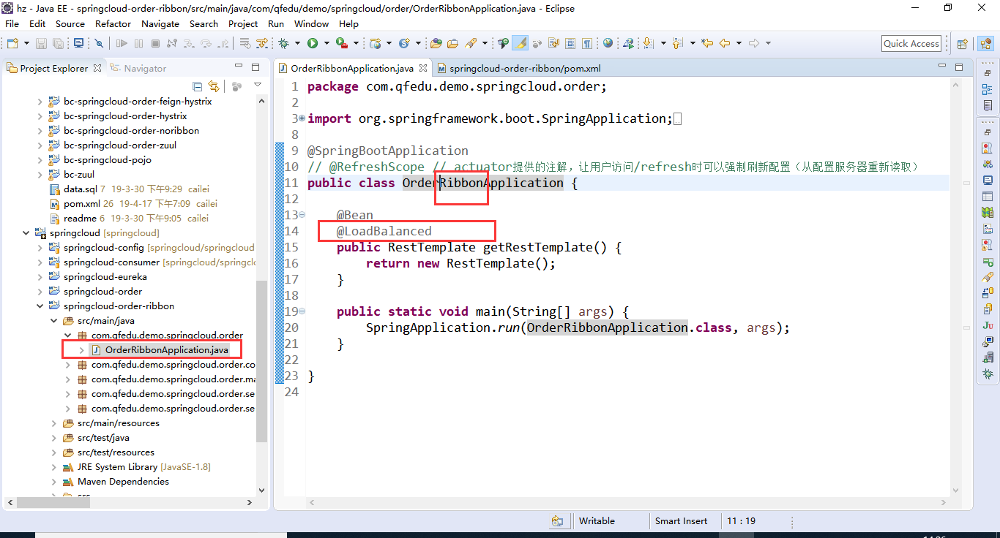 hz - Java EE - springcloud-order-ribbon/src/main/java/com/qfedu/demo/springcloud/order/OrderRibbonApplication.java - Eclipse
File Edit Source Refactor Navigate Search Project Run Window Help
Quick Access
Project Explorer
Navigator
bc-springcloud-order-feign-hystrix
bc-springcloud-order-hystrix
bc-springcloud-order-noribbon
bc-springcloud-order-zuul
bc-springcloud-pojo
bc-zuul
data.sql 7 19-3-30 下午9:29 cailei
pom.xml 26 19-4-17 下午7:09 cailei
readme 6 19-3-30 下午9:05 cailei
springcloud [springcloud]
springcloud-config [springcloud/springcloud
springcloud-consumer [springcloud/springclc
springcloud-eureka
springcloud-order
springcloud-order-ribbon
src/main/java
com.qfedu.demo.springcloud.order
OrderRibbonApplication.java
com.qfedu.demo.springcloud.order.co
com.qfedu.demo.springcloud.order.ma
com.qfedu.demo.springcloud.order.se
com.qfedu.demo.springcloud.order.se
src/main/resources
src/test/java
src/test/resources
JRE System Library [JavaSE-1.8]
Maven Dependencies
src
OrderRibbonApplication.java
springcloud-order-ribbon/pom.xml
1 package com.qfedu.demo.springcloud.order;
2
3 import org.springframework.boot.SpringApplication;
8
9 @SpringBootApplication
10 // @RefreshScope // actuator提供的注解，让用户访问/refresh时可以强制刷新配置（从配置服务器重新读取）
11 public class OrderRibbonApplication {
12
13 @Bean
14 @LoadBalanced
15 public RestTemplate getRestTemplate() {
16 return new RestTemplate();
17 }
18
19 public static void main(String[] args) {
20 SpringApplication.run(OrderRibbonApplication.class, args);
21 }
22
23 }
24
Writable
Smart Insert
11 : 19